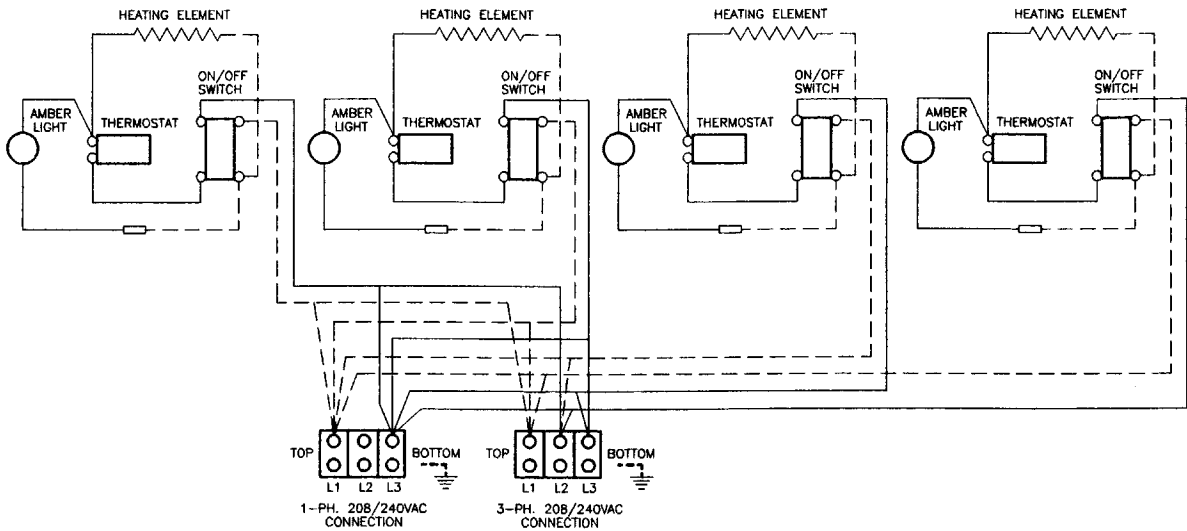 HEATING ELEMENT
HEATING ELEMENT
HEATING ELEMENT
HEATING ELEMENT
ON/OFF
SWITCH
AMBER
LIGHT
THERMOSTAT
ON/OFF
SWITCH
AMBER
LIGHT
THERMOSTAT
ON/OFF
SWITCH
AMBER
LIGHT
THERMOSTAT
ON/OFF
SWITCH
AMBER
LIGHT
THERMOSTAT
TOP
BOTTOM
L1 L2 L3
1-PH. 208/240VAC
CONNECTION
TOP
BOTTOM
L1 L2 L3
3-PH. 208/240VAC
CONNECTION